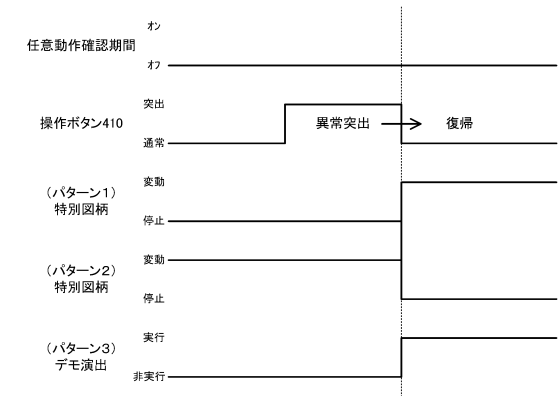 オン
任意動作確認期間
オフ
突出
操作ボタン410
異常突出
復帰
通常
変動
（パターン１）
特別図柄
停止
変動
（パターン２）
特別図柄
停止
実行
（パターン３）
デモ演出
非実行